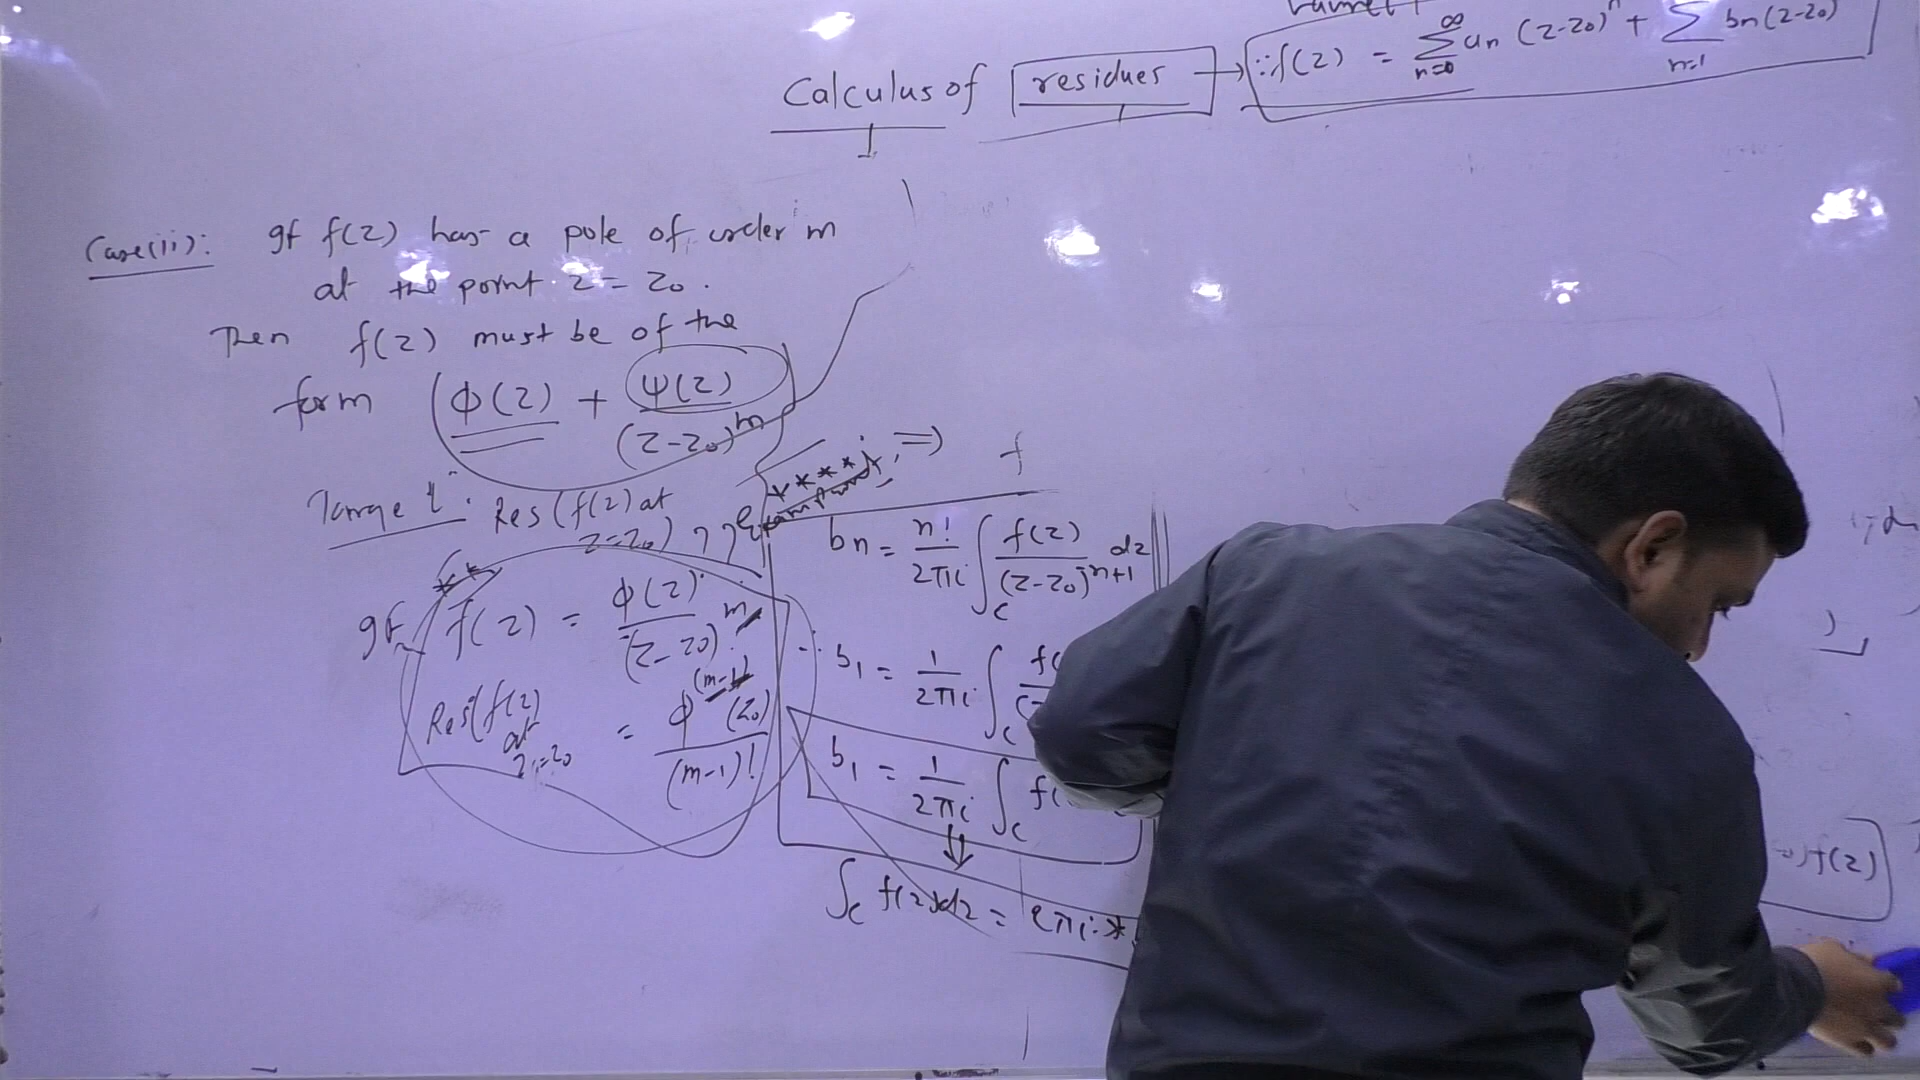 Calculus of residues → ∵ f(z) = ∑_{n=0}^{∞} an (z-z0)^n + ∑_{n=1} bn (z-z0)
Case(ii): If f(z) has a pole of order m
at the point z = z0.
Then f(z) must be of the
form ϕ(z) + ψ(z)/(z-z0)^m
Target: Res(f(z) at
z=z0)
If f(z) = ϕ(z)/(z-z0)^m
Res(f(z)
at
z=z0 = ϕ^(m-1)(z0)/(m-1)!
**** ⇒ f
bn = n!/2πi ∫_C f(z)/(z-z0)^-n+1 dz
∴ b1 = 1/2πi ∫_C
b1 = 1/2πi ∫_C
⇓
∫_C f(z)dz = 2πi *
f(z)